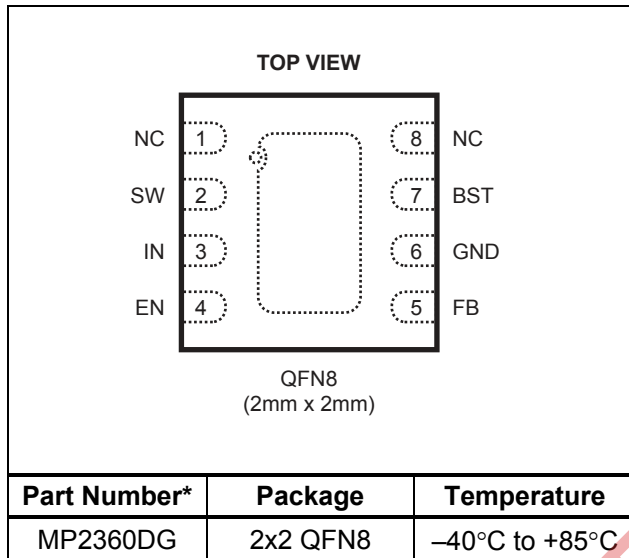 TOP VIEW
NC 1 8 NC
SW 2 7 BST
IN 3 6 GND
EN 4 5 FB
QFN8
(2mm x 2mm)
Part Number* Package Temperature
MP2360DG 2x2 QFN8 –40°C to +85°C